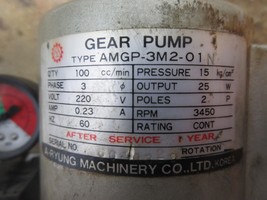 GEAR PUMP
TYPE AMGP-3M2-01N
Q'TY 100 cc/min PRESSURE 15 kg/cm²
PHASE 3 ø OUTPUT 25 W
VOLT 220 V POLES 2 P
AMP 0.23 A RPM 3450
HZ 60 RATING CONT
AFTER SERVICE 1 YEAR
SERIAL NO. ROTATION
A-RYUNG MACHINERY CO., LTD. KOREA